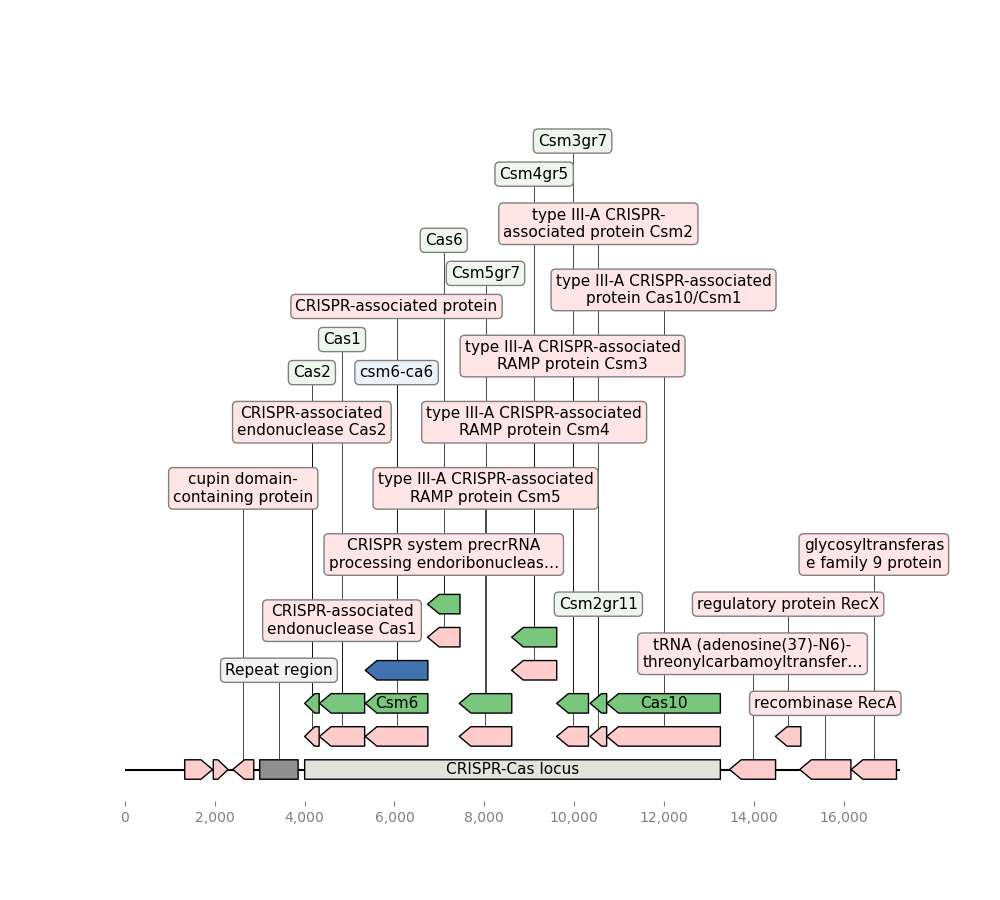 Csm3gr7
Csm4gr5
type III-A CRISPR-
associated protein Csm2
Cas6
Csm5gr7
type III-A CRISPR-associated
protein Cas10/Csm1
CRISPR-associated protein
Cas1
type III-A CRISPR-associated
RAMP protein Csm3
Cas2
csm6-ca6
CRISPR-associated
endonuclease Cas2
type III-A CRISPR-associated
RAMP protein Csm4
cupin domain-
containing protein
type III-A CRISPR-associated
RAMP protein Csm5
CRISPR system precrRNA
processing endoribonucleas...
glycosyltransferas
e family 9 protein
CRISPR-associated
endonuclease Cas1
Csm2gr11
regulatory protein RecX
tRNA (adenosine(37)-N6)-
threonylcarbamoyltransfer...
Repeat region
recombinase RecA
Csm6
Cas10
CRISPR-Cas locus
0 2,000 4,000 6,000 8,000 10,000 12,000 14,000 16,000